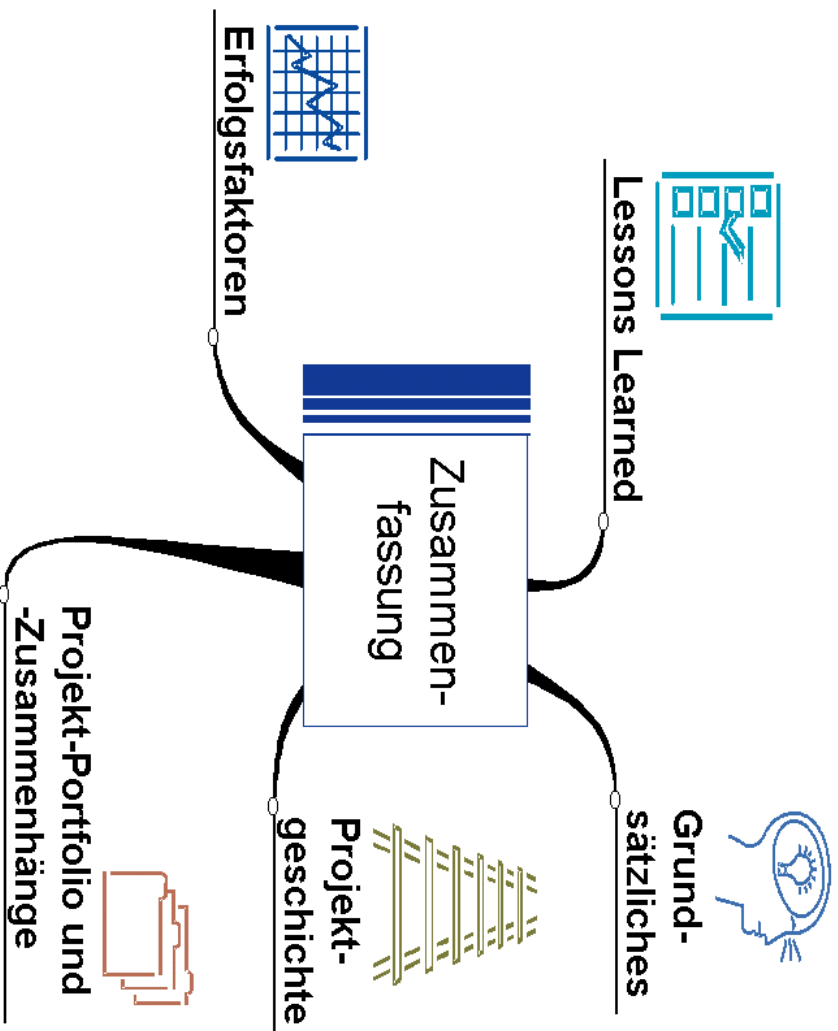 Zusammen-
fassung
Grund-
sätzliches
Projekt-
geschichte
Projekt-Portfolio und
-Zusammenhänge
Erfolgsfaktoren
Lessons Learned